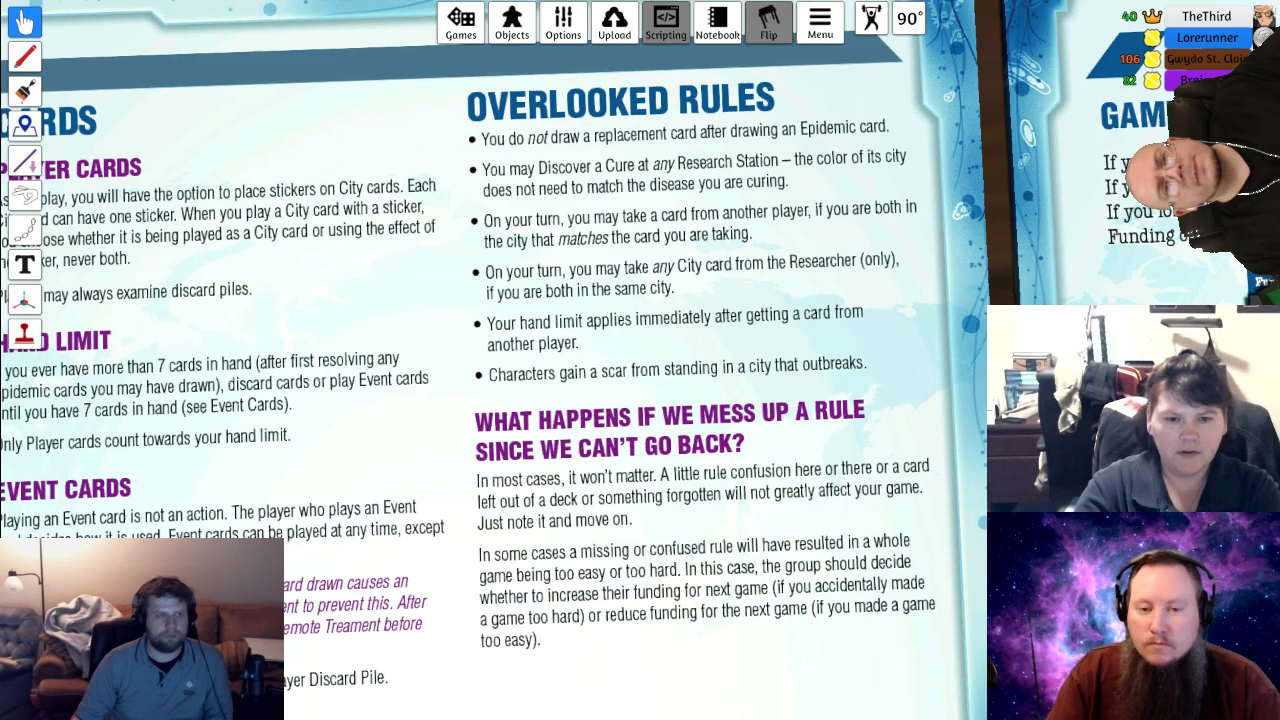 Games
Objects
Options
Upload
Scripting
Notebook
Flip
Menu
90°
40
TheThird
Lorerunner
106
Gwydo St. Clai
82
CARDS
PLAYER CARDS
play, you will have the option to place stickers on City cards. Each
card can have one sticker. When you play a City card with a sticker,
choose whether it is being played as a City card or using the effect of
never both.
may always examine discard piles.
HAND LIMIT
you ever have more than 7 cards in hand (after first resolving any
pidemic cards you may have drawn), discard cards or play Event cards
ntil you have 7 cards in hand (see Event Cards).
Only Player cards count towards your hand limit.
EVENT CARDS
Playing an Event card is not an action. The player who plays an Event
decides how it is used. Event cards can be played at any time, except
ard drawn causes an
ent to prevent this. After
emote Treament before
ayer Discard Pile.
OVERLOOKED RULES
• You do not draw a replacement card after drawing an Epidemic card.
• You may Discover a Cure at any Research Station – the color of its city
does not need to match the disease you are curing.
• On your turn, you may take a card from another player, if you are both in
the city that matches the card you are taking.
• On your turn, you may take any City card from the Researcher (only),
if you are both in the same city.
• Your hand limit applies immediately after getting a card from
another player.
• Characters gain a scar from standing in a city that outbreaks.
WHAT HAPPENS IF WE MESS UP A RULE
SINCE WE CAN'T GO BACK?
In most cases, it won't matter. A little rule confusion here or there or a card
left out of a deck or something forgotten will not greatly affect your game.
Just note it and move on.
In some cases a missing or confused rule will have resulted in a whole
game being too easy or too hard. In this case, the group should decide
whether to increase their funding for next game (if you accidentally made
a game too hard) or reduce funding for the next game (if you made a game
too easy).
GAM
If y
If y
If you lo
Funding c